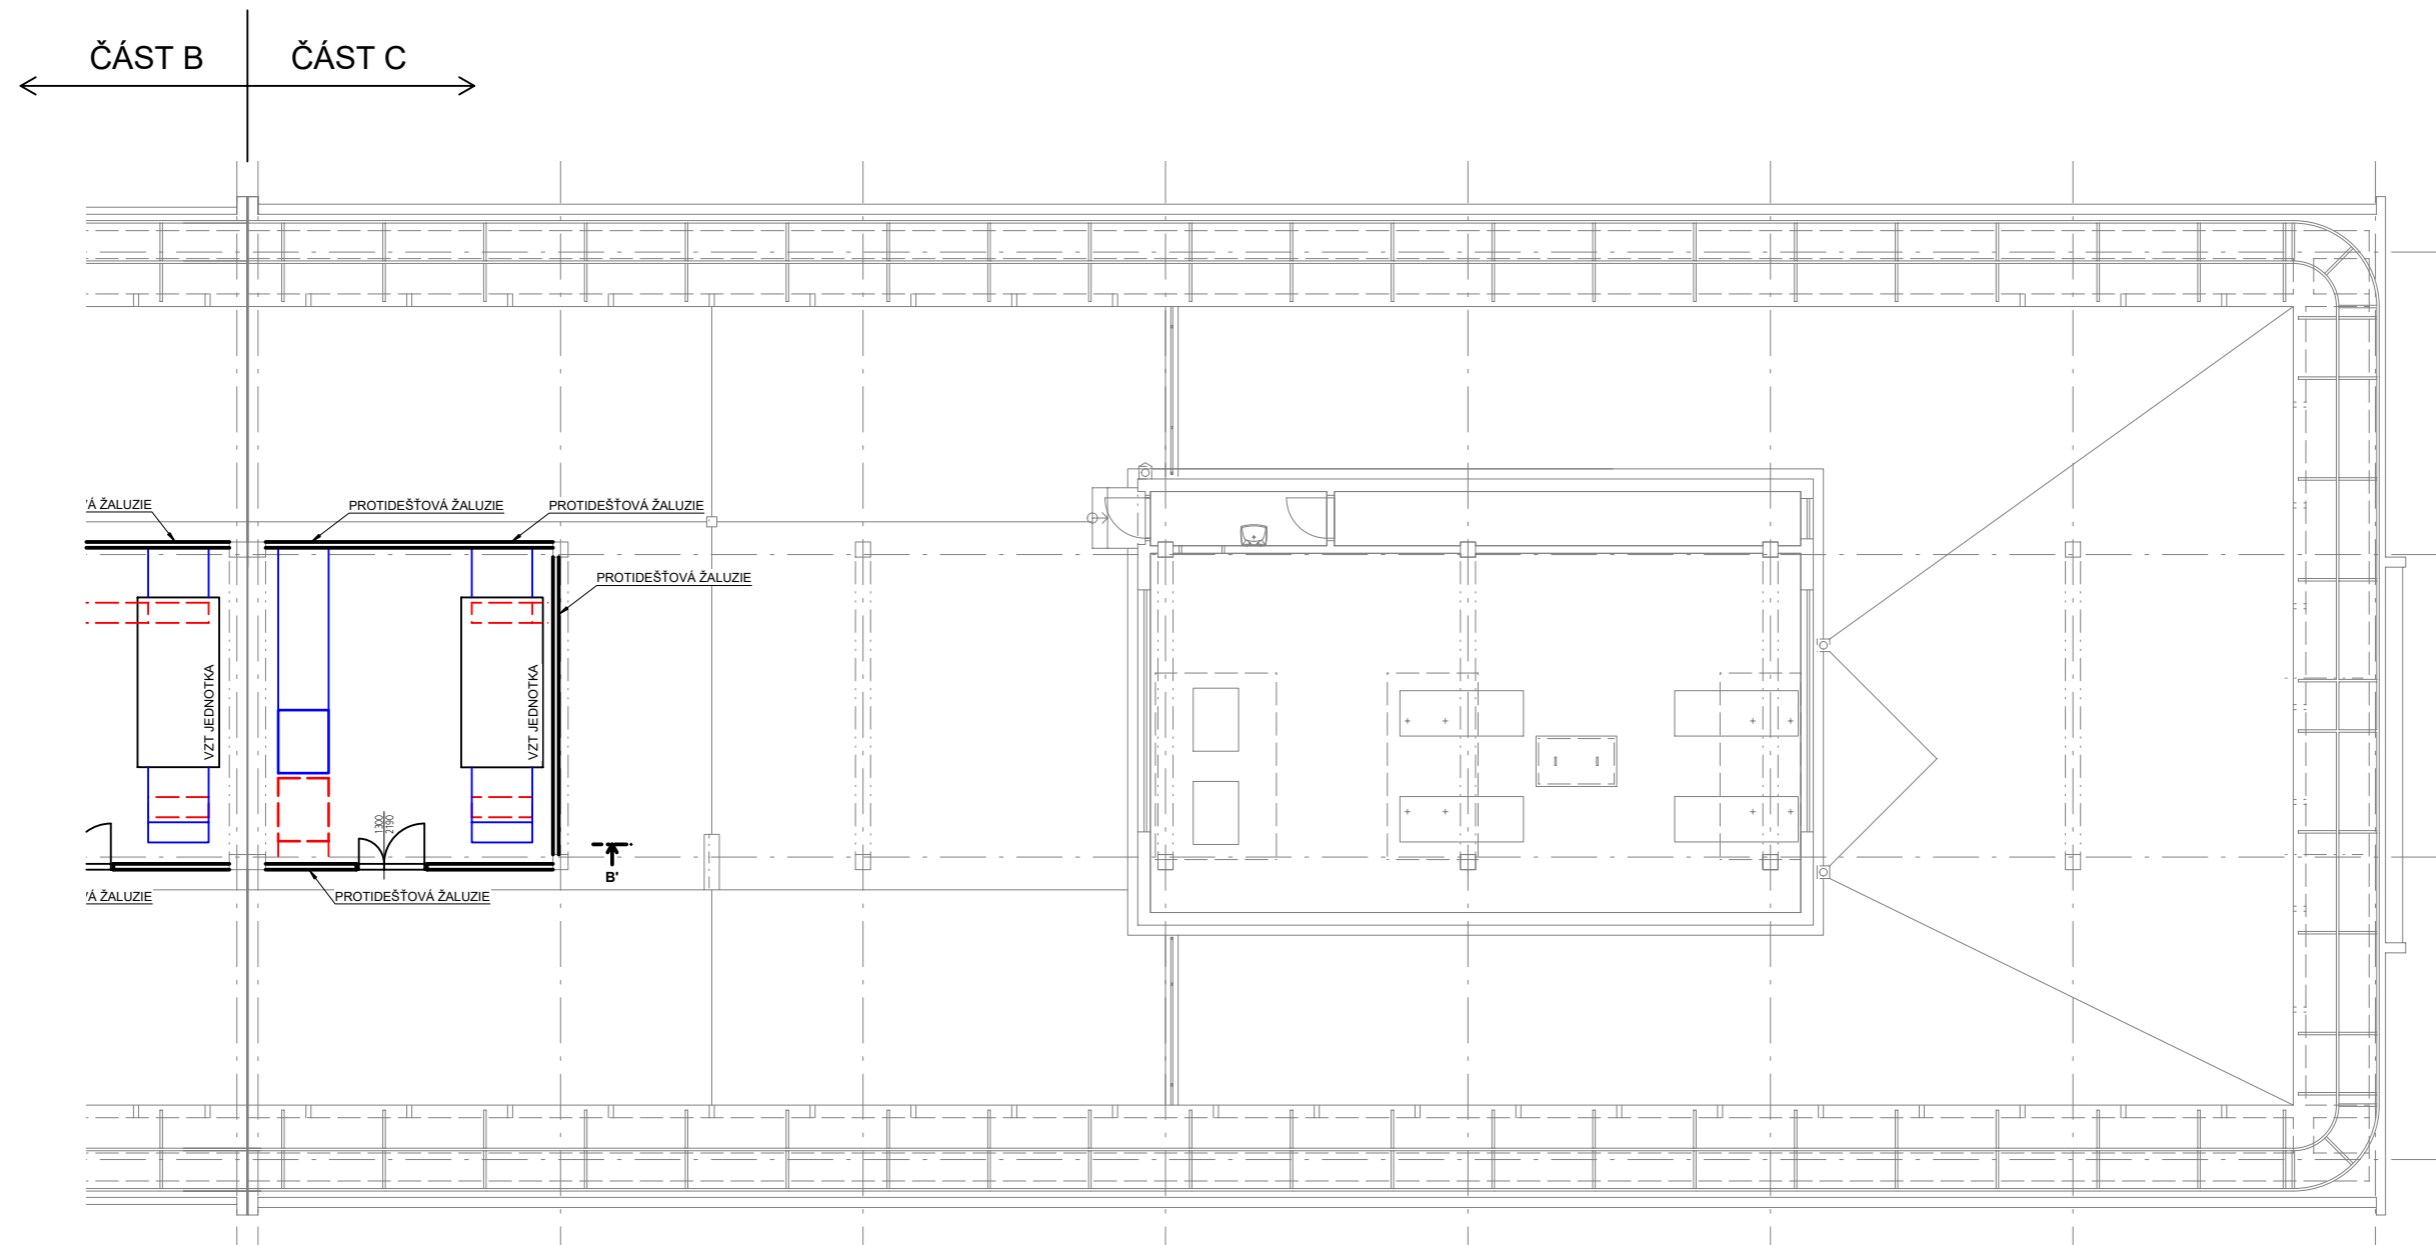 ČÁST B
ČÁST C
Á ŽALUZIE
PROTIDEŠŤOVÁ ŽALUZIE
PROTIDEŠŤOVÁ ŽALUZIE
PROTIDEŠŤOVÁ ŽALUZIE
VZT JEDNOTKA
VZT JEDNOTKA
1300
2190
B'
Á ŽALUZIE
PROTIDEŠŤOVÁ ŽALUZIE